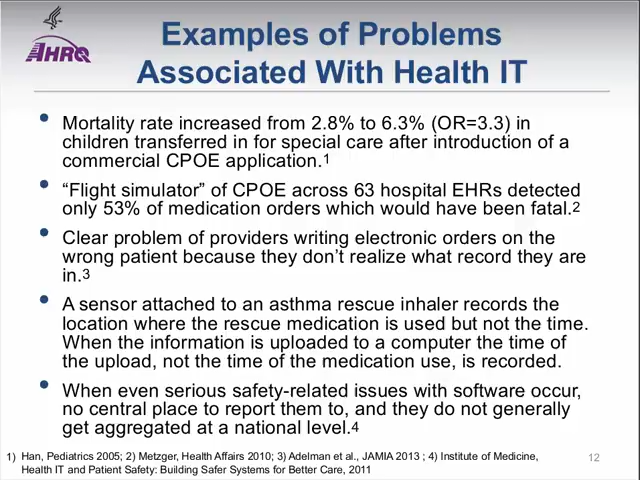 AHRQ
Examples of Problems
Associated With Health IT
• Mortality rate increased from 2.8% to 6.3% (OR=3.3) in
children transferred in for special care after introduction of a
commercial CPOE application.1
• “Flight simulator” of CPOE across 63 hospital EHRs detected
only 53% of medication orders which would have been fatal.2
• Clear problem of providers writing electronic orders on the
wrong patient because they don’t realize what record they are
in.3
• A sensor attached to an asthma rescue inhaler records the
location where the rescue medication is used but not the time.
When the information is uploaded to a computer the time of
the upload, not the time of the medication use, is recorded.
• When even serious safety-related issues with software occur,
no central place to report them to, and they do not generally
get aggregated at a national level.4
1) Han, Pediatrics 2005; 2) Metzger, Health Affairs 2010; 3) Adelman et al., JAMIA 2013 ; 4) Institute of Medicine,
Health IT and Patient Safety: Building Safer Systems for Better Care, 2011
12